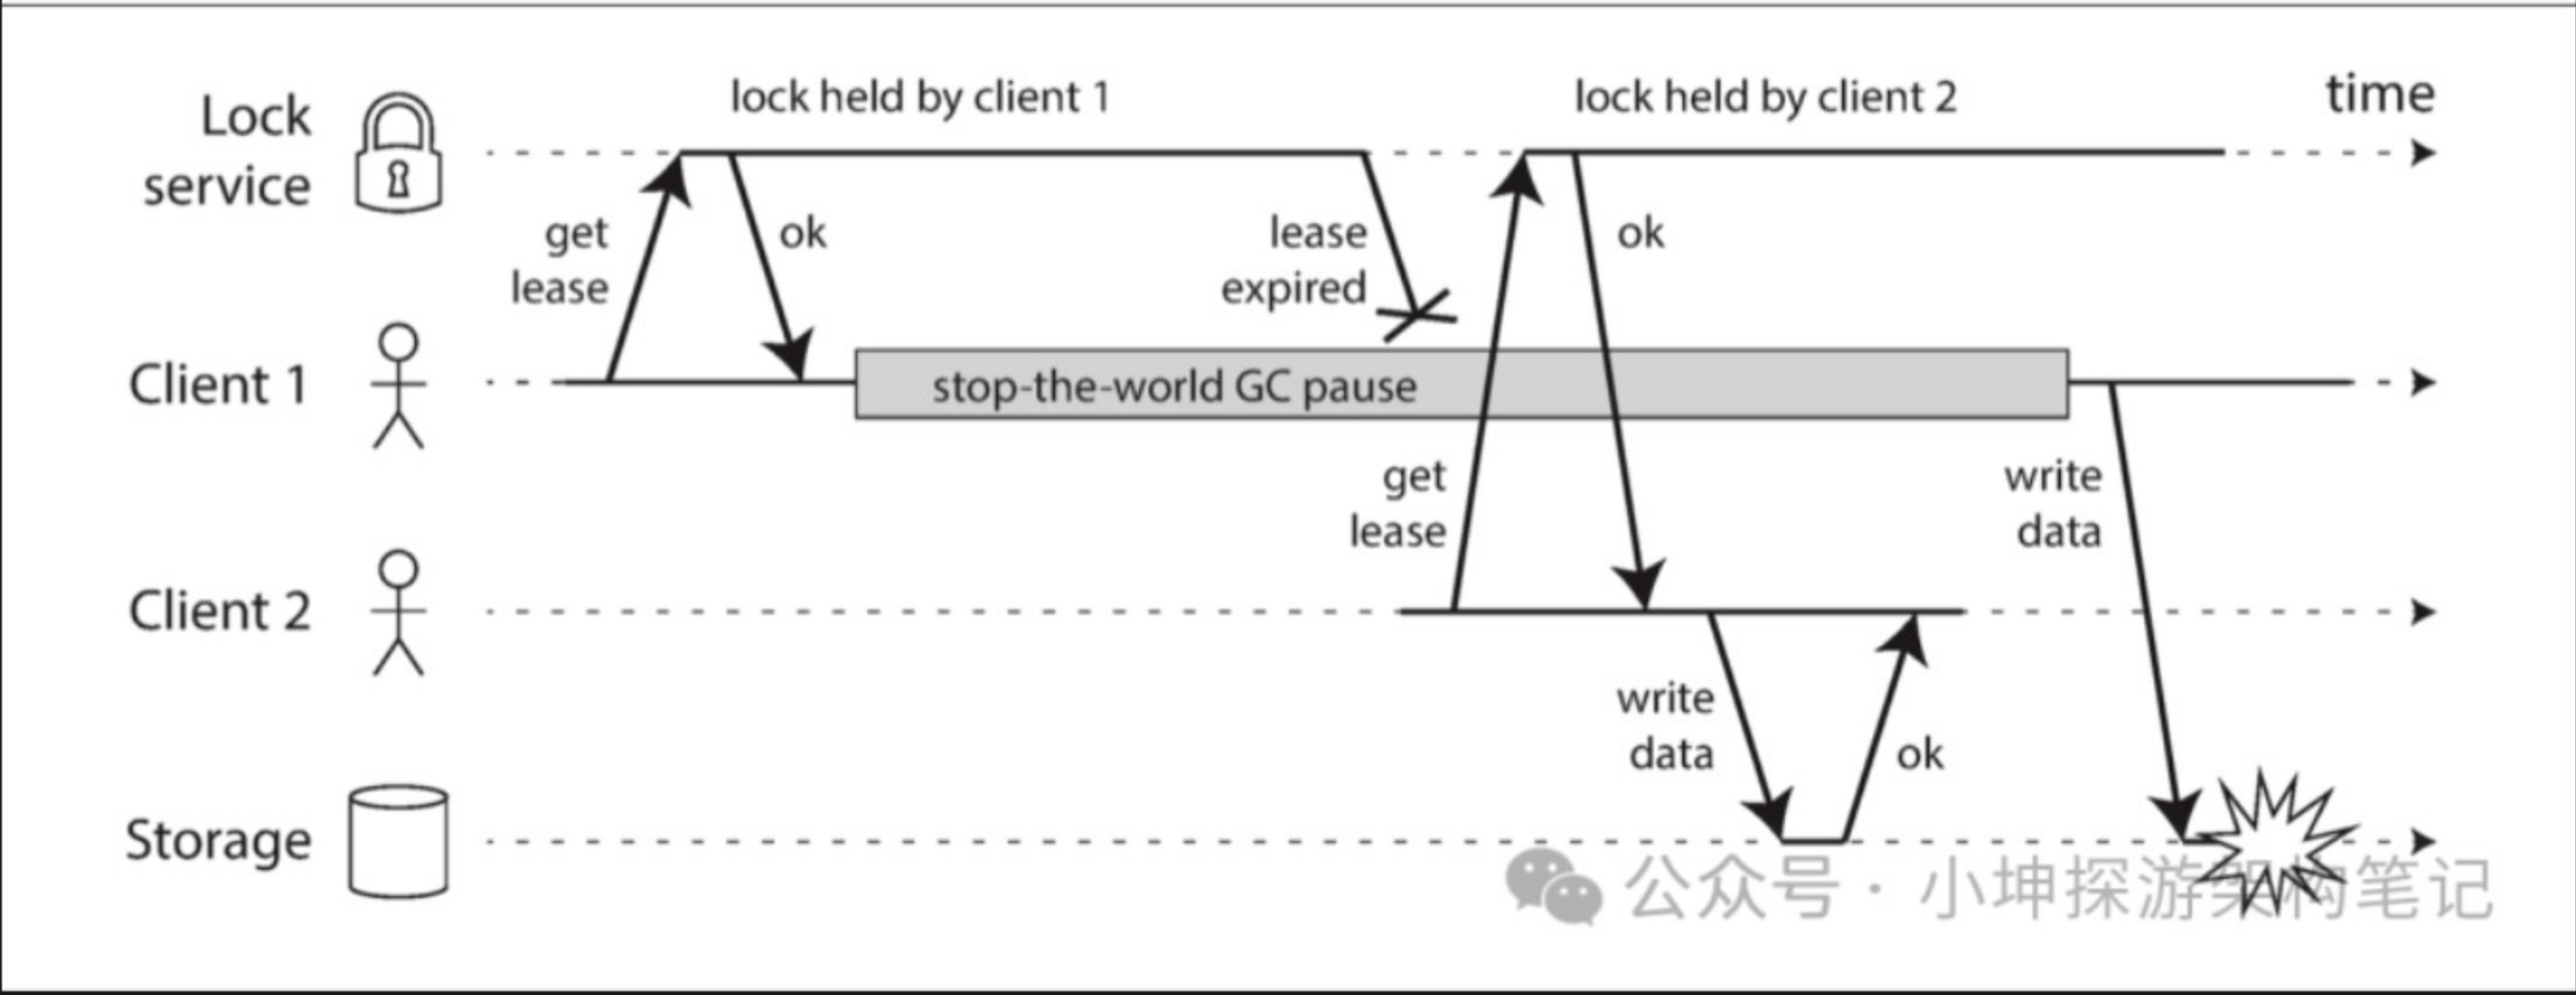 lock held by client 1
lock held by client 2
time
Lock
service
get
lease
ok
lease
expired
ok
Client 1
stop-the-world GC pause
get
lease
write
data
Client 2
write
data
ok
Storage
公众号 · 小坤探游架构笔记